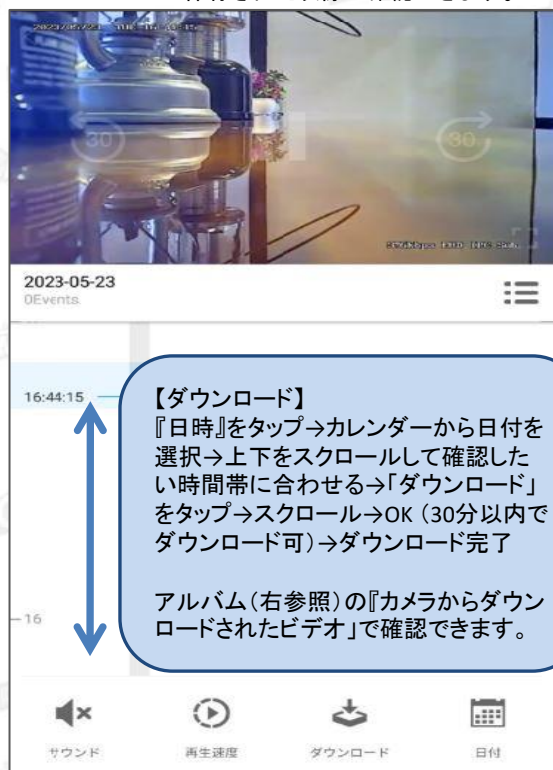 30
30
2023-05-23
0Events
16:44:15
【ダウンロード】
『日時』をタップ→カレンダーから日付を
選択→上下をスクロールして確認した
い時間帯に合わせる→「ダウンロード」
をタップ→スクロール→OK（30分以内で
ダウンロード可）→ダウンロード完了
アルバム（右参照）の『カメラからダウン
ロードされたビデオ」で確認できます。
16
サウンド
再生速度
ダウンロード
日付